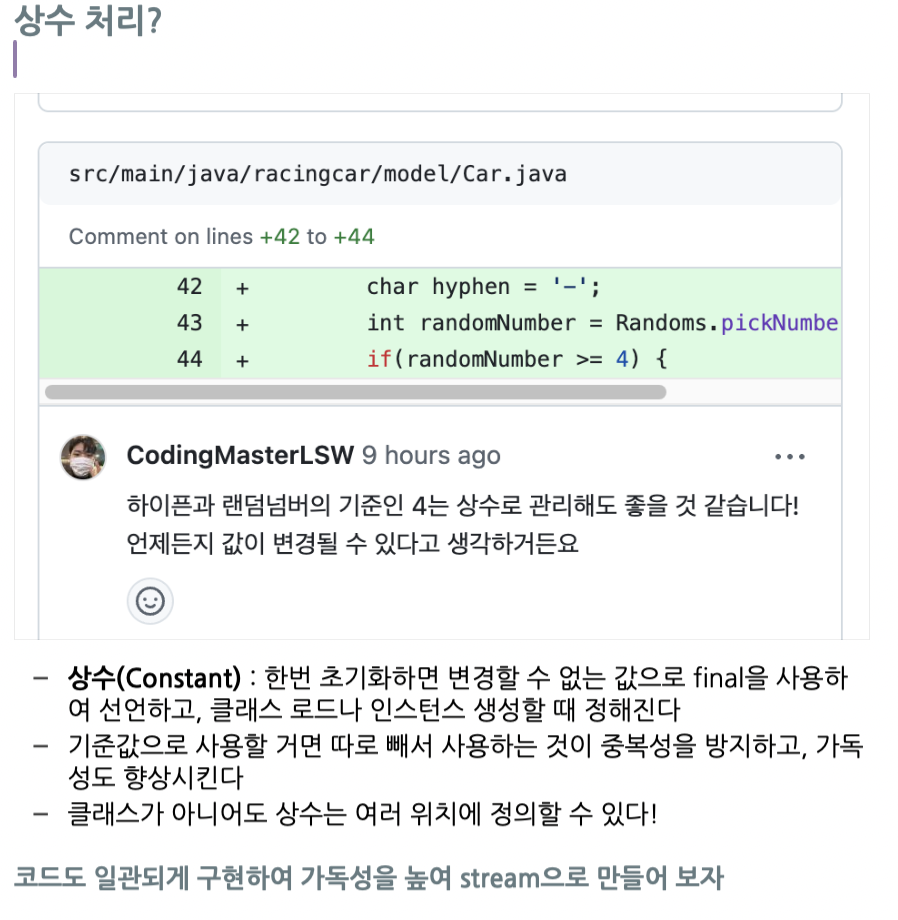 상수 처리?
src/main/java/racingcar/model/Car.java
Comment on lines +42 to +44
42 + char hyphen = '-';
43 + int randomNumber = Randoms.pickNumbe
44 + if(randomNumber >= 4) {
CodingMasterLSW 9 hours ago ...
하이픈과 랜덤넘버의 기준인 4는 상수로 관리해도 좋을 것 같습니다!
언제든지 값이 변경될 수 있다고 생각하거든요
- 상수(Constant) : 한번 초기화하면 변경할 수 없는 값으로 final을 사용하
여 선언하고, 클래스 로드나 인스턴스 생성할 때 정해진다
- 기준값으로 사용할 거면 따로 빼서 사용하는 것이 중복성을 방지하고, 가독
성도 향상시킨다
- 클래스가 아니어도 상수는 여러 위치에 정의할 수 있다!
코드도 일관되게 구현하여 가독성을 높여 stream으로 만들어 보자